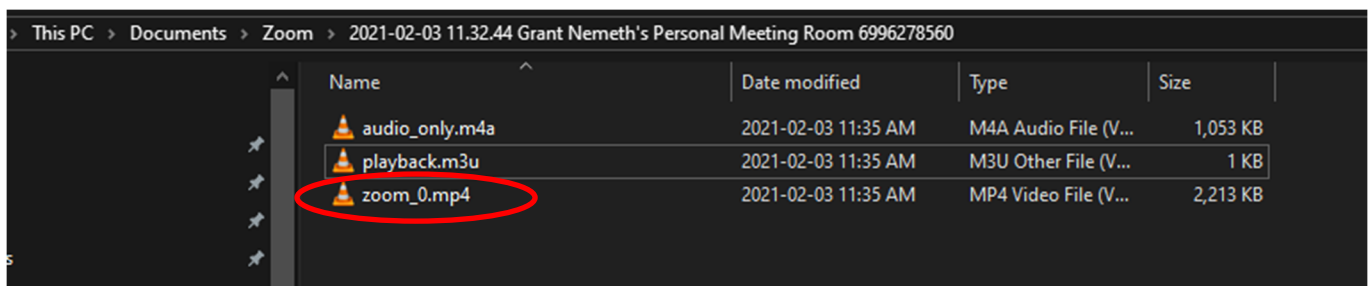 > This PC > Documents > Zoom > 2021-02-03 11.32.44 Grant Nemeth's Personal Meeting Room 6996278560
Name Date modified Type Size
audio_only.m4a 2021-02-03 11:35 AM M4A Audio File (V... 1,053 KB
playback.m3u 2021-02-03 11:35 AM M3U Other File (V... 1 KB
zoom_0.mp4 2021-02-03 11:35 AM MP4 Video File (V... 2,213 KB
s